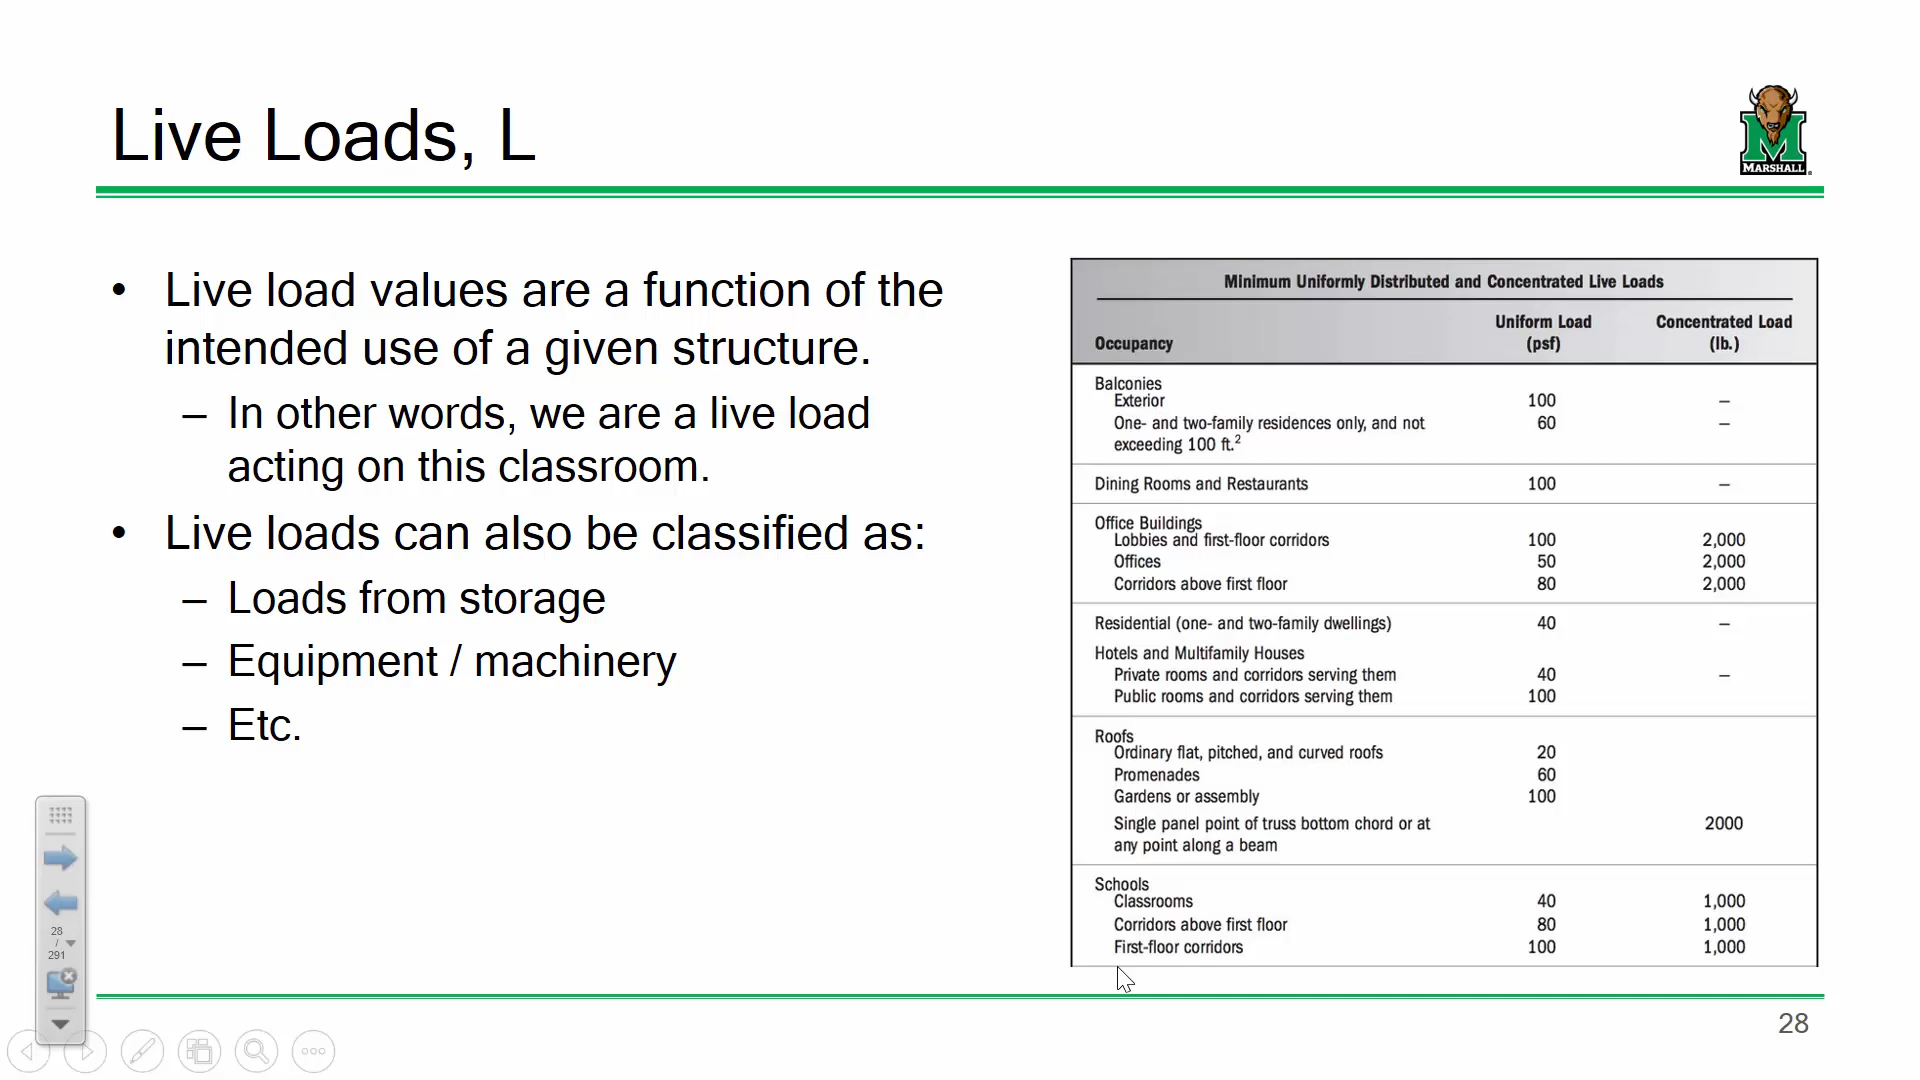 Live Loads, L
MARSHALL
• Live load values are a function of the
intended use of a given structure.
– In other words, we are a live load
acting on this classroom.
• Live loads can also be classified as:
– Loads from storage
– Equipment / machinery
– Etc.
Minimum Uniformly Distributed and Concentrated Live Loads
Uniform Load Concentrated Load
Occupancy (psf) (lb.)
Balconies
Exterior 100 –
One- and two-family residences only, and not 60 –
exceeding 100 ft.²
Dining Rooms and Restaurants 100 –
Office Buildings
Lobbies and first-floor corridors 100 2,000
Offices 50 2,000
Corridors above first floor 80 2,000
Residential (one- and two-family dwellings) 40 –
Hotels and Multifamily Houses
Private rooms and corridors serving them 40 –
Public rooms and corridors serving them 100
Roofs
Ordinary flat, pitched, and curved roofs 20
Promenades 60
Gardens or assembly 100
Single panel point of truss bottom chord or at 2000
any point along a beam
Schools
Classrooms 40 1,000
Corridors above first floor 80 1,000
First-floor corridors 100 1,000
28
/
291
28